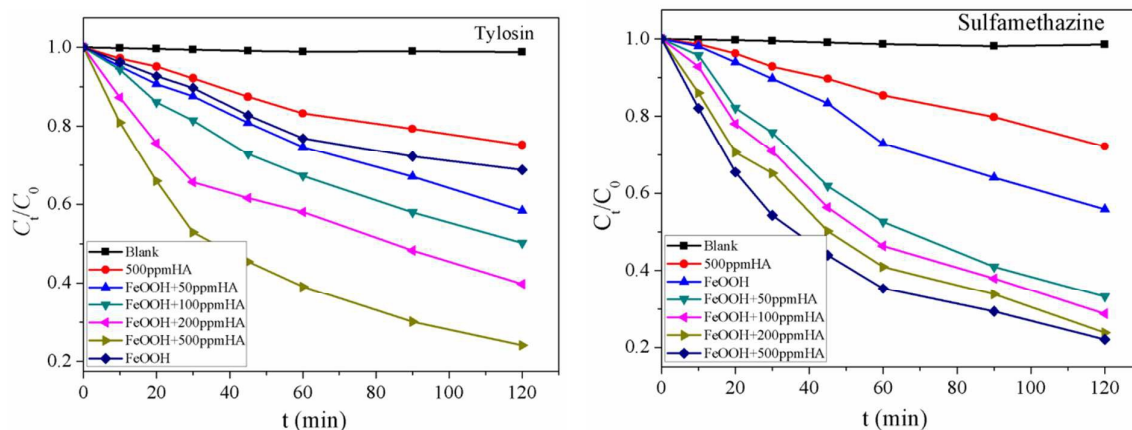 Tylosin
1.0
0.8
0.6
0.4
0.2
Ct/C0
Blank
500ppmHA
FeOOH+50ppmHA
FeOOH+100ppmHA
FeOOH+200ppmHA
FeOOH+500ppmHA
FeOOH
0 20 40 60 80 100 120
t (min)
Sulfamethazine
1.0
0.8
0.6
0.4
0.2
Ct/C0
Blank
500ppmHA
FeOOH
FeOOH+50ppmHA
FeOOH+100ppmHA
FeOOH+200ppmHA
FeOOH+500ppmHA
0 20 40 60 80 100 120
t (min)